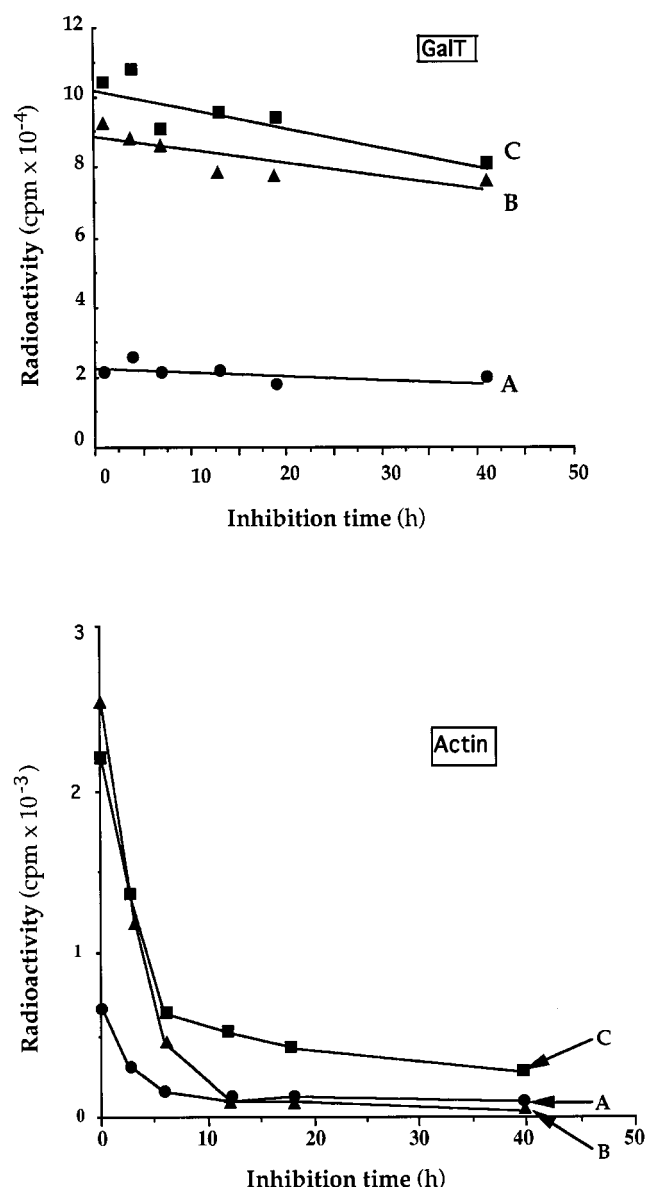 12
GalT
10
8
6
4
2
0
C
B
A
Radioactivity (cpm x 10-4)
0 10 20 30 40 50
Inhibition time (h)
3
Actin
2
1
0
C
A
B
Radioactivity (cpm x 10-3)
0 10 20 30 40 50
Inhibition time (h)